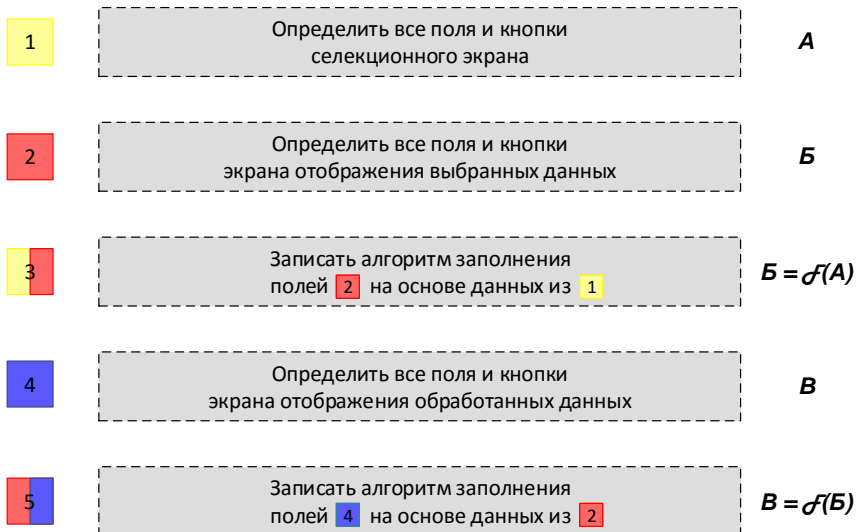 1
Определить все поля и кнопки
селекционного экрана
А
2
Определить все поля и кнопки
экрана отображения выбранных данных
Б
3
Записать алгоритм заполнения
полей 2 на основе данных из 1
Б = ℱ(А)
4
Определить все поля и кнопки
экрана отображения обработанных данных
В
5
Записать алгоритм заполнения
полей 4 на основе данных из 2
В = ℱ(Б)